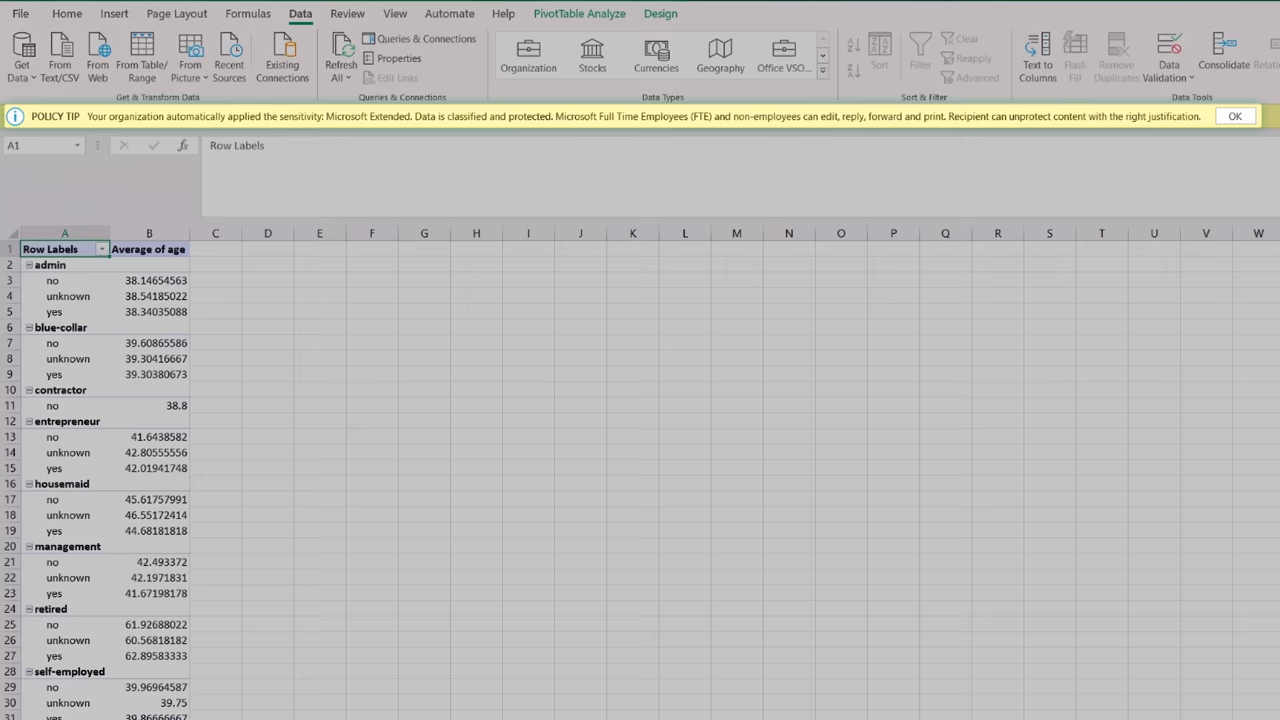 File Home Insert Page Layout Formulas Data Review View Automate Help PivotTable Analyze Design
Get Data
From Text/CSV
From Web
From Table/ Range
From Picture
Recent Sources
Existing Connections
Get & Transform Data
Refresh All
Queries & Connections
Properties
Edit Links
Queries & Connections
Organization
Stocks
Currencies
Geography
Office VSO...
Data Types
Sort
Filter
Clear
Reapply
Advanced
Sort & Filter
Text to Columns
Flash Fill
Remove Duplicates
Data Validation
Consolidate
Data Tools
POLICY TIP Your organization automatically applied the sensitivity: Microsoft Extended. Data is classified and protected. Microsoft Full Time Employees (FTE) and non-employees can edit, reply, forward and print. Recipient can unprotect content with the right justification. OK
A1 fx Row Labels
A B C D E F G H I J K L M N O P Q R S T U V W
1 Row Labels Average of age
2 admin
3 no 38.14654563
4 unknown 38.54185022
5 yes 38.34035088
6 blue-collar
7 no 39.60865586
8 unknown 39.30416667
9 yes 39.30380673
10 contractor
11 no 38.8
12 entrepreneur
13 no 41.6438582
14 unknown 42.80555556
15 yes 42.01941748
16 housemaid
17 no 45.61757991
18 unknown 46.55172414
19 yes 44.68181818
20 management
21 no 42.493372
22 unknown 42.1971831
23 yes 41.67198178
24 retired
25 no 61.92688022
26 unknown 60.56818182
27 yes 62.89583333
28 self-employed
29 no 39.96964587
30 unknown 39.75
31 yes 39.86666667